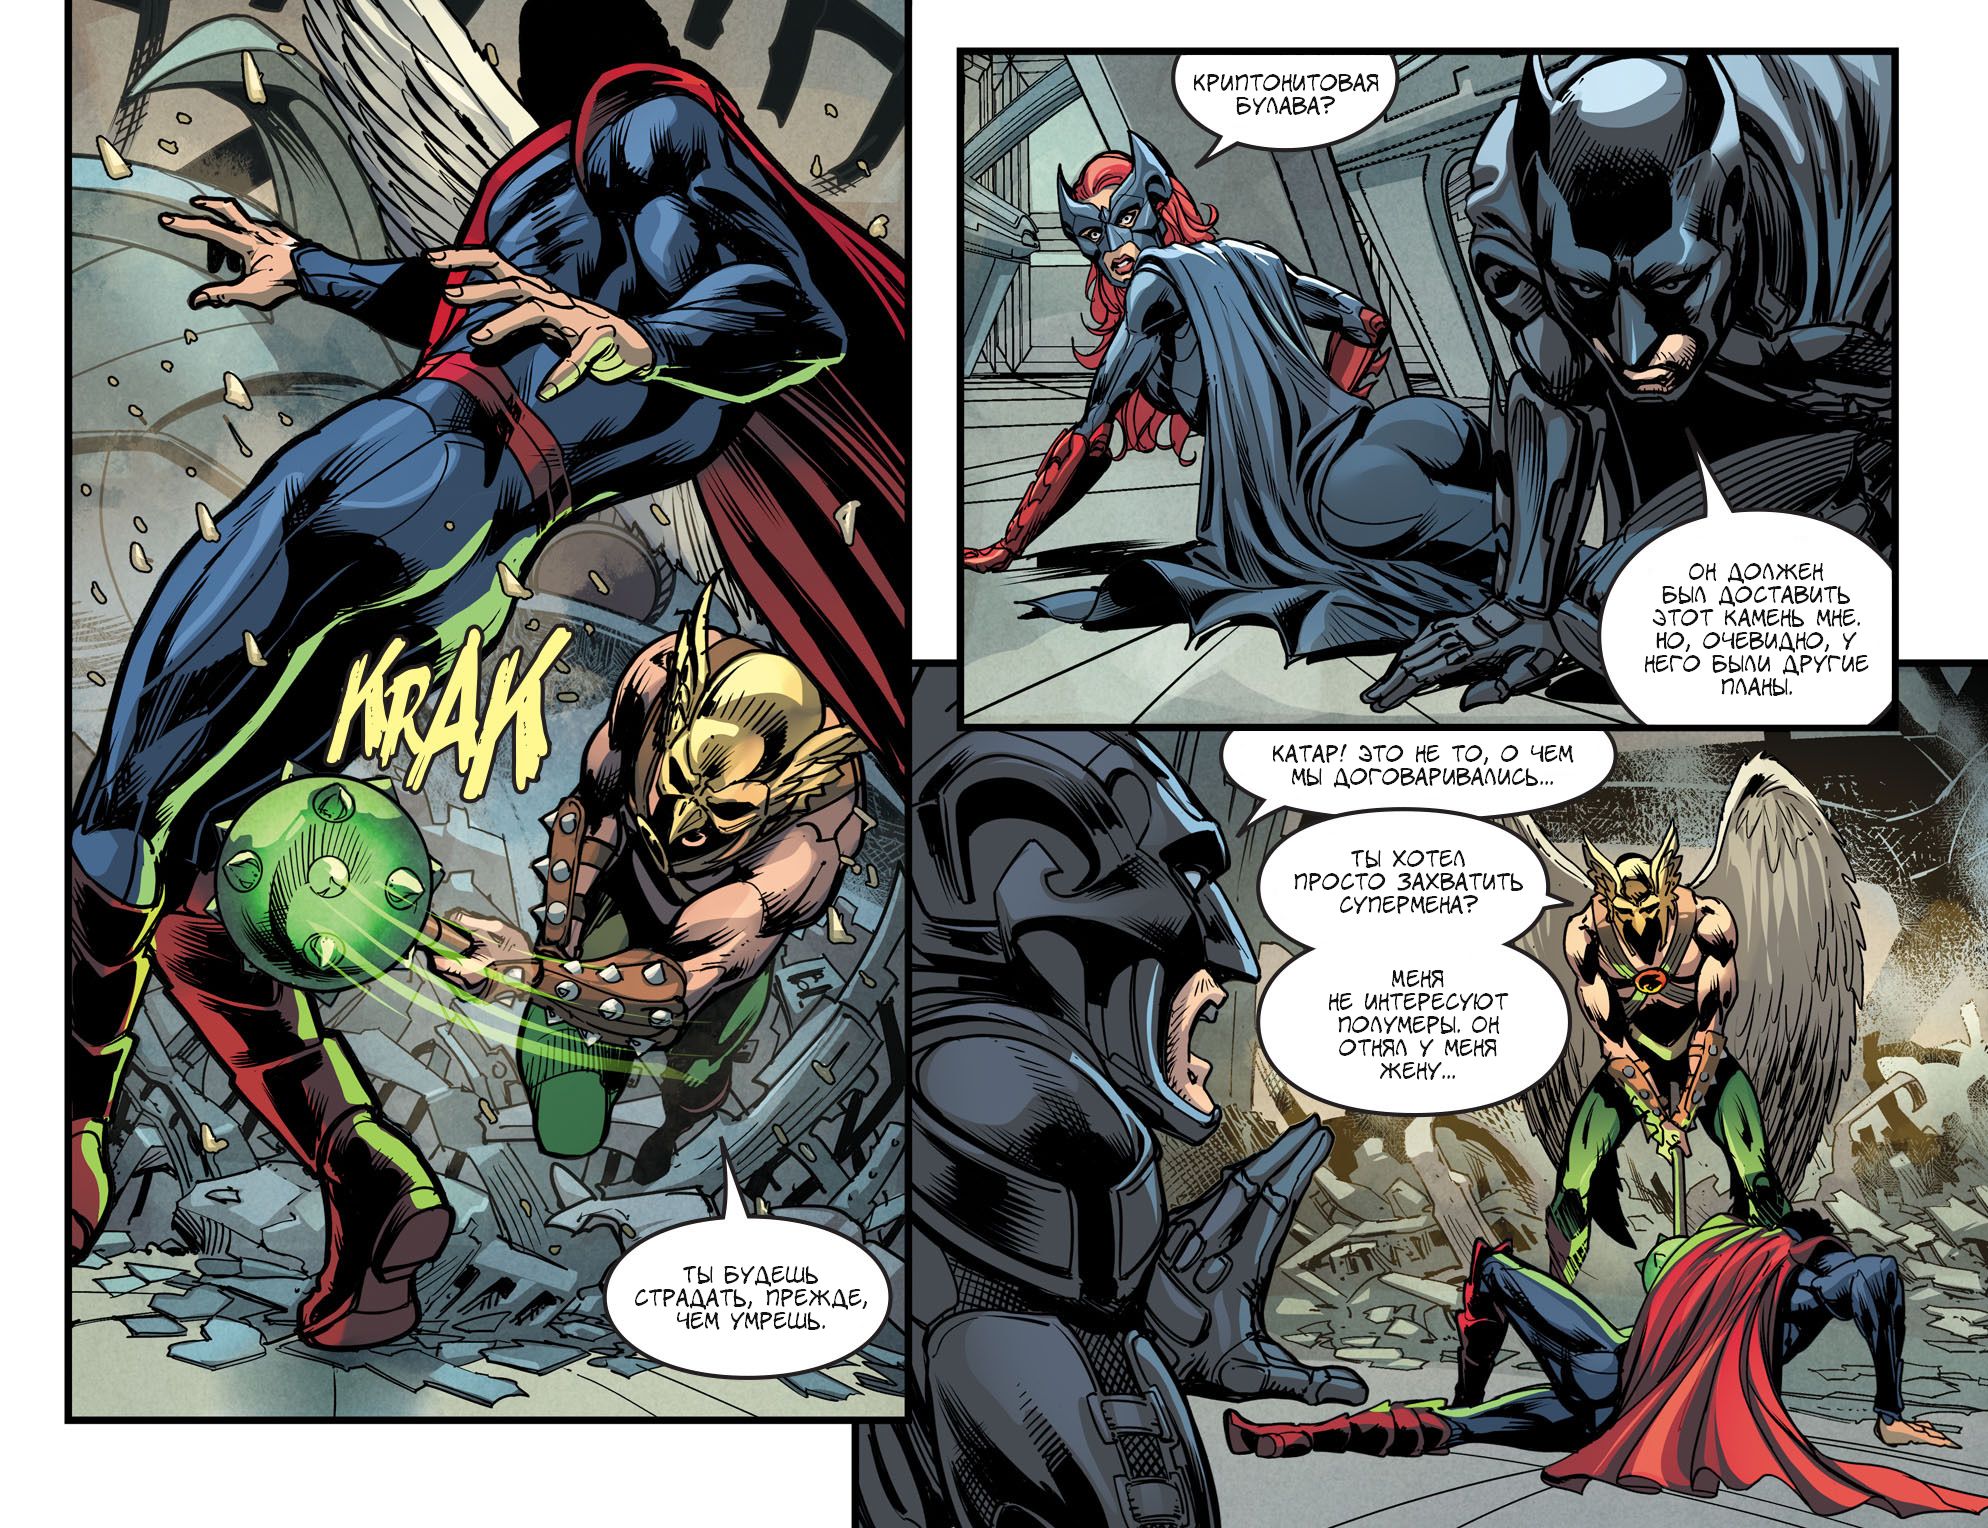 KRAK
ТЫ БУДЕШЬ
СТРАДАТЬ, ПРЕЖДЕ,
ЧЕМ УМРЕШЬ.
КРИПТОНИТОВАЯ
БУЛАВА?
ОН ДОЛЖЕН
БЫЛ ДОСТАВИТЬ
ЭТОТ КАМЕНЬ МНЕ.
НО, ОЧЕВИДНО, У
НЕГО БЫЛИ ДРУГИЕ
ПЛАНЫ.
КАТАР! ЭТО НЕ ТО, О ЧЕМ
МЫ ДОГОВАРИВАЛИСЬ...
ТЫ ХОТЕЛ
ПРОСТО ЗАХВАТИТЬ
СУПЕРМЕНА?
МЕНЯ
НЕ ИНТЕРЕСУЮТ
ПОЛУМЕРЫ. ОН
ОТНЯЛ У МЕНЯ
ЖЕНУ...